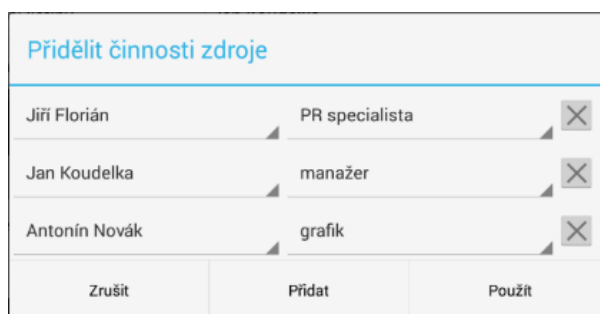 Přidělit činnosti zdroje
Jiří Florián PR specialista
Jan Koudelka manažer
Antonín Novák grafik
Zrušit Přidat Použít